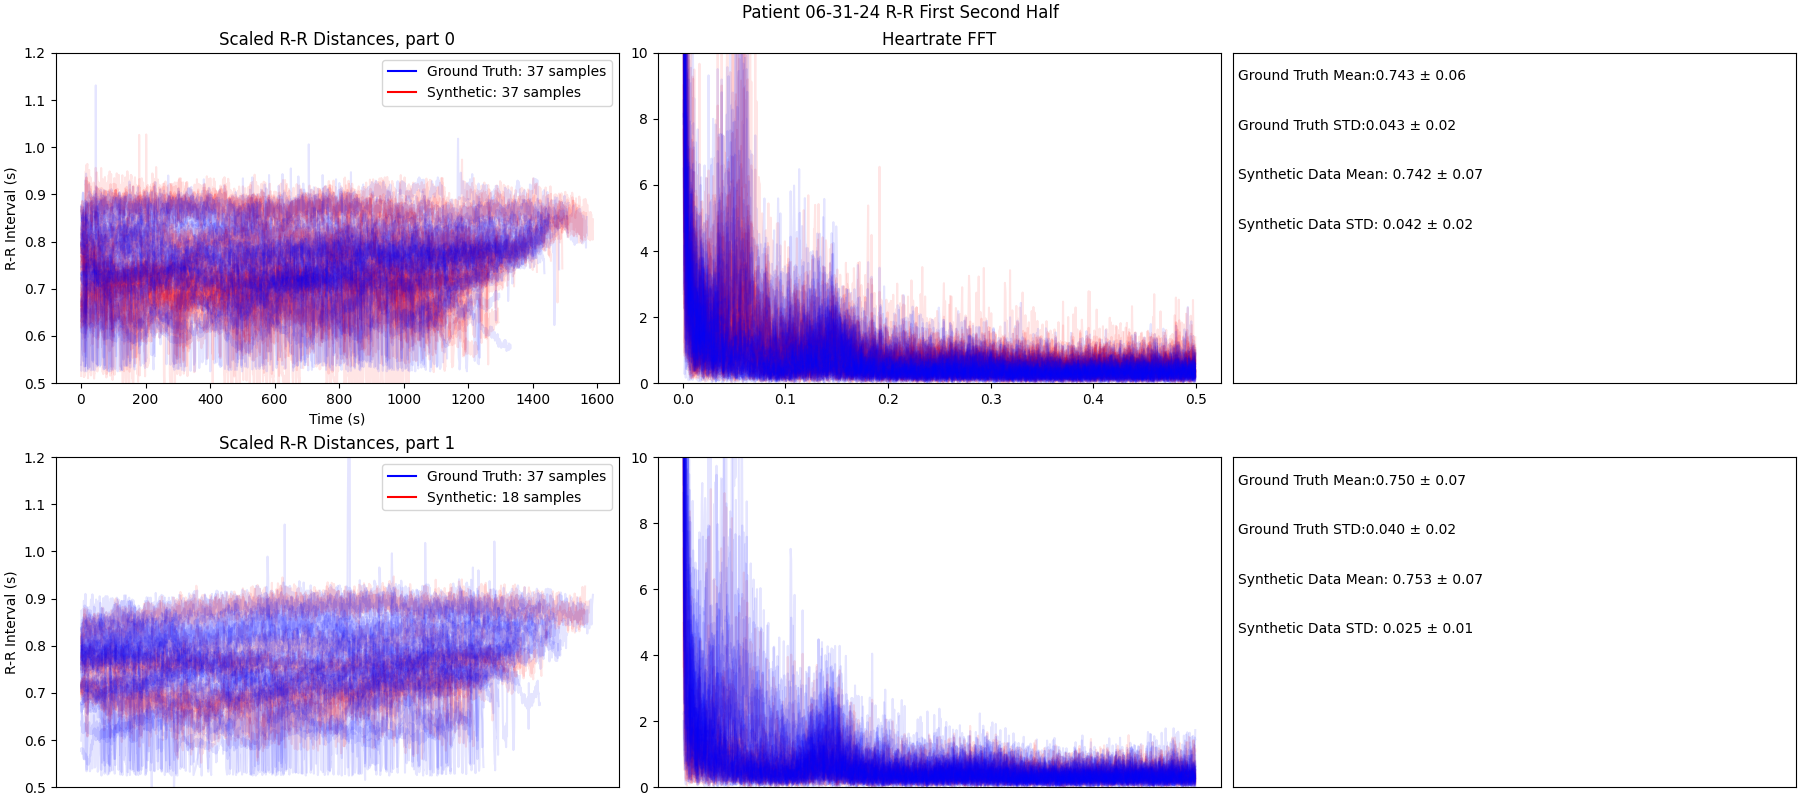 Patient 06-31-24 R-R First Second Half
Scaled R-R Distances, part 0
1.2
1.1
1.0
0.9
0.8
0.7
0.6
0.5
R-R Interval (s)
Ground Truth: 37 samples
Synthetic: 37 samples
0 200 400 600 800 1000 1200 1400 1600
Time (s)
Heartrate FFT
10
8
6
4
2
0
0.0 0.1 0.2 0.3 0.4 0.5
Ground Truth Mean:0.743 ± 0.06
Ground Truth STD:0.043 ± 0.02
Synthetic Data Mean: 0.742 ± 0.07
Synthetic Data STD: 0.042 ± 0.02
Scaled R-R Distances, part 1
1.2
1.1
1.0
0.9
0.8
0.7
0.6
0.5
R-R Interval (s)
Ground Truth: 37 samples
Synthetic: 18 samples
10
8
6
4
2
0
Ground Truth Mean:0.750 ± 0.07
Ground Truth STD:0.040 ± 0.02
Synthetic Data Mean: 0.753 ± 0.07
Synthetic Data STD: 0.025 ± 0.01